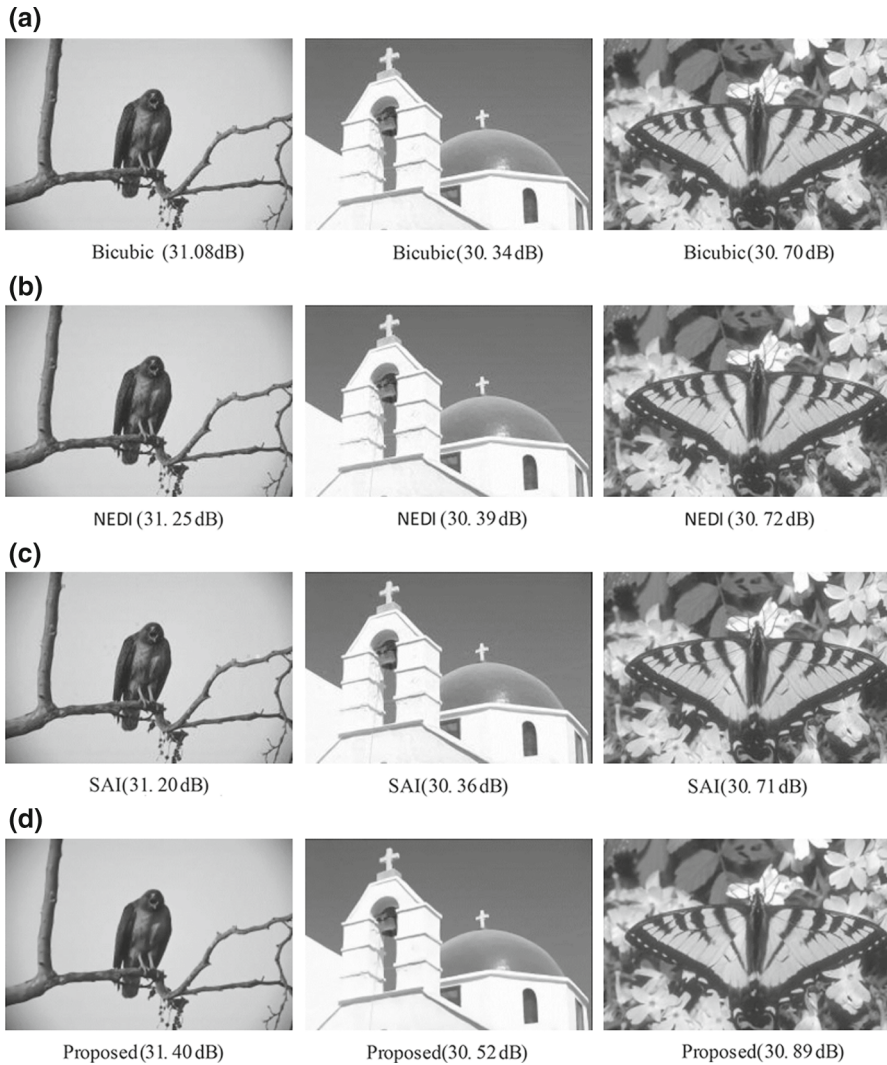 (a)
Bicubic (31.08dB)
Bicubic(30. 34 dB)
Bicubic(30. 70 dB)
(b)
NEDI (31. 25 dB)
NEDI (30. 39 dB)
NEDI (30. 72 dB)
(c)
SAI(31. 20 dB)
SAI(30. 36 dB)
SAI(30. 71 dB)
(d)
Proposed(31. 40 dB)
Proposed(30. 52 dB)
Proposed(30. 89 dB)